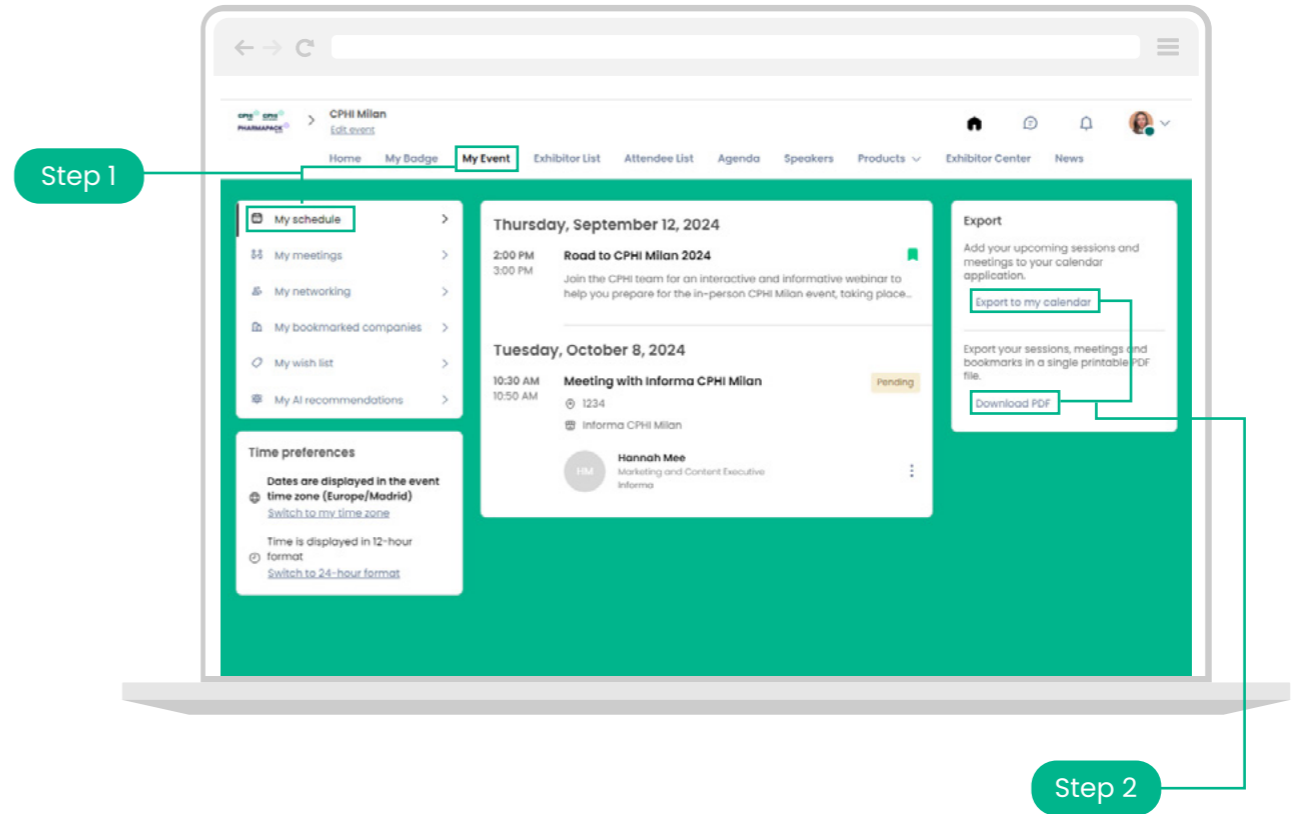 CPHI CPHI
PHARMAPACK
CPHI Milan
Edit event
Home My Badge My Event Exhibitor List Attendee List Agenda Speakers Products Exhibitor Center News
Step 1
My schedule
My meetings
My networking
My bookmarked companies
My wish list
My AI recommendations
Time preferences
Dates are displayed in the event
time zone (Europe/Madrid)
Switch to my time zone
Time is displayed in 12-hour
format
Switch to 24-hour format
Thursday, September 12, 2024
2:00 PM
3:00 PM
Road to CPHI Milan 2024
Join the CPHI team for an interactive and informative webinar to
help you prepare for the in-person CPHI Milan event, taking place...
Tuesday, October 8, 2024
10:30 AM
10:50 AM
Meeting with Informa CPHI Milan
Pending
1234
Informa CPHI Milan
HM
Hannah Mee
Marketing and Content Executive
Informa
Export
Add your upcoming sessions and
meetings to your calendar
application.
Export to my calendar
Export your sessions, meetings and
bookmarks in a single printable PDF
file.
Download PDF
Step 2